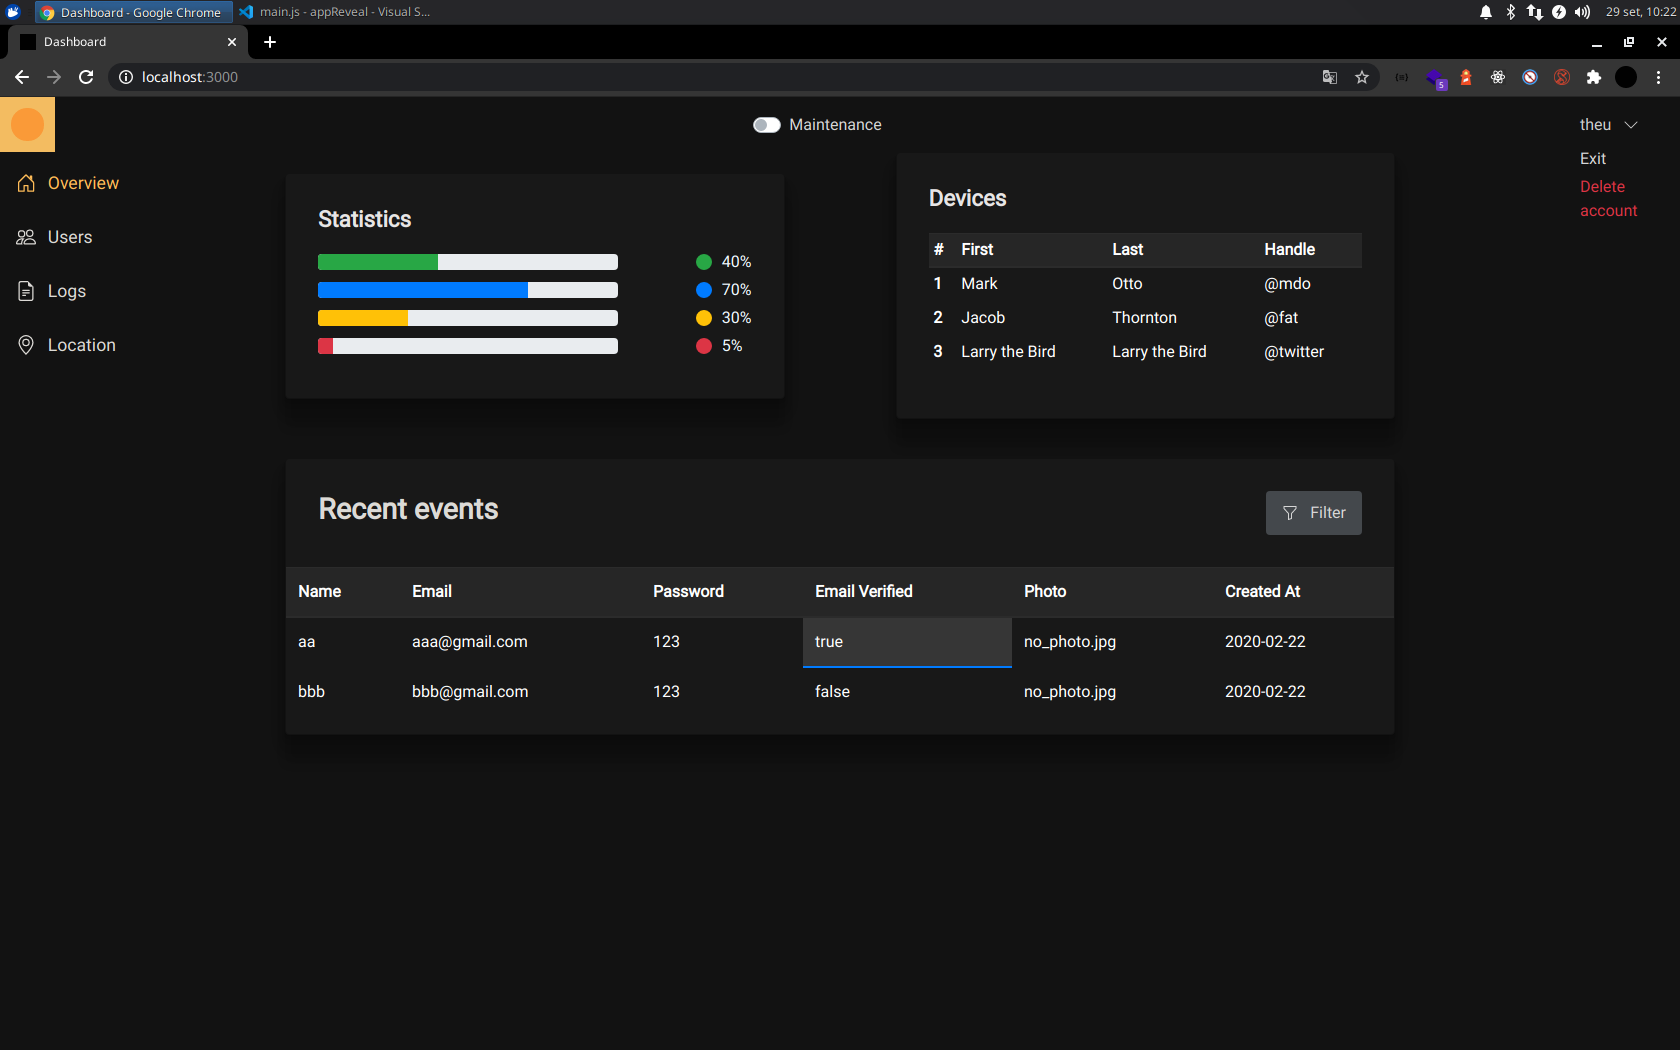 Dashboard - Google Chrome
main.js - appReveal - Visual S...
29 set, 10:22
Dashboard
localhost:3000
S
Maintenance
theu
Exit
Delete
account
Overview
Users
Logs
Location
Statistics
40%
70%
30%
5%
Devices
# First Last Handle
1 Mark Otto @mdo
2 Jacob Thornton @fat
3 Larry the Bird Larry the Bird @twitter
Recent events
Filter
Name Email Password Email Verified Photo Created At
aa aaa@gmail.com 123 true no_photo.jpg 2020-02-22
bbb bbb@gmail.com 123 false no_photo.jpg 2020-02-22